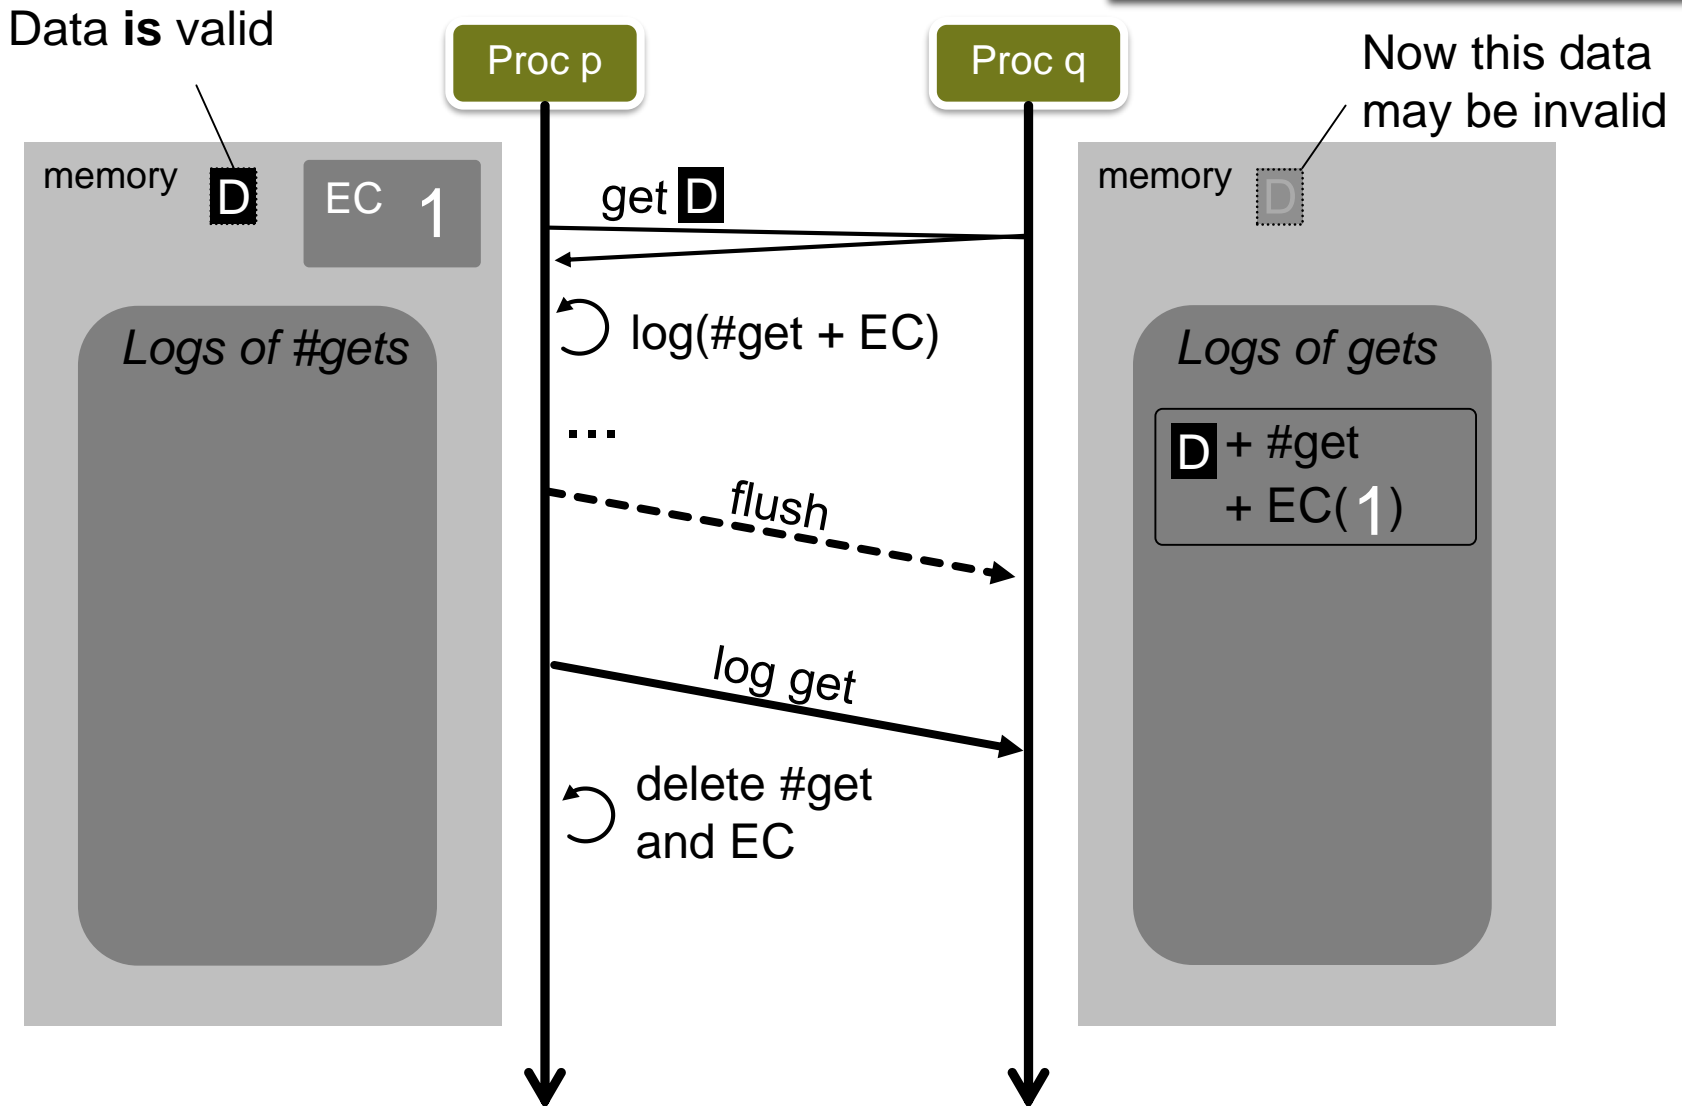 Data is valid
Proc p
Proc q
Now this data
may be invalid
memory
D
EC 1
get D
memory
D
log(#get + EC)
Logs of #gets
Logs of gets
...
D + #get
+ EC(1)
flush
log get
delete #get
and EC